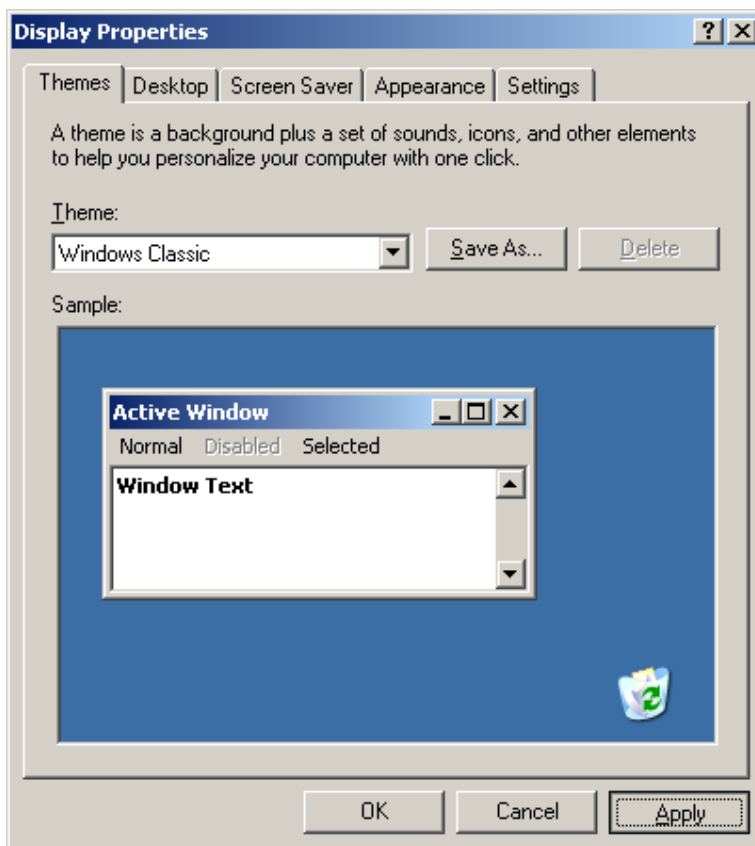 Display Properties
Themes Desktop Screen Saver Appearance Settings
A theme is a background plus a set of sounds, icons, and other elements
to help you personalize your computer with one click.
Theme:
Windows Classic Save As... Delete
Sample:
Active Window
Normal Disabled Selected
Window Text
OK Cancel Apply